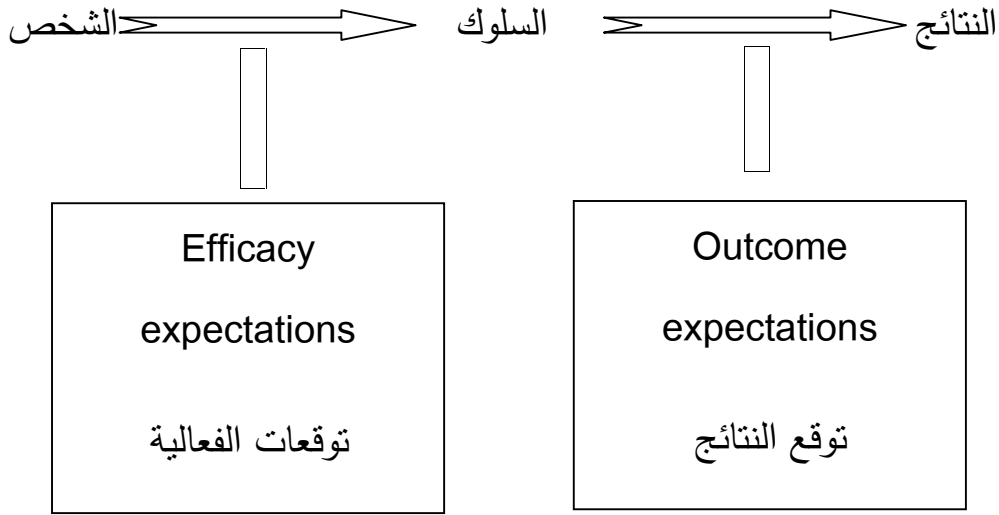 الشخص السلوك النتائج
Efficacy
expectations
توقعات الفعالية
Outcome
expectations
توقع النتائج